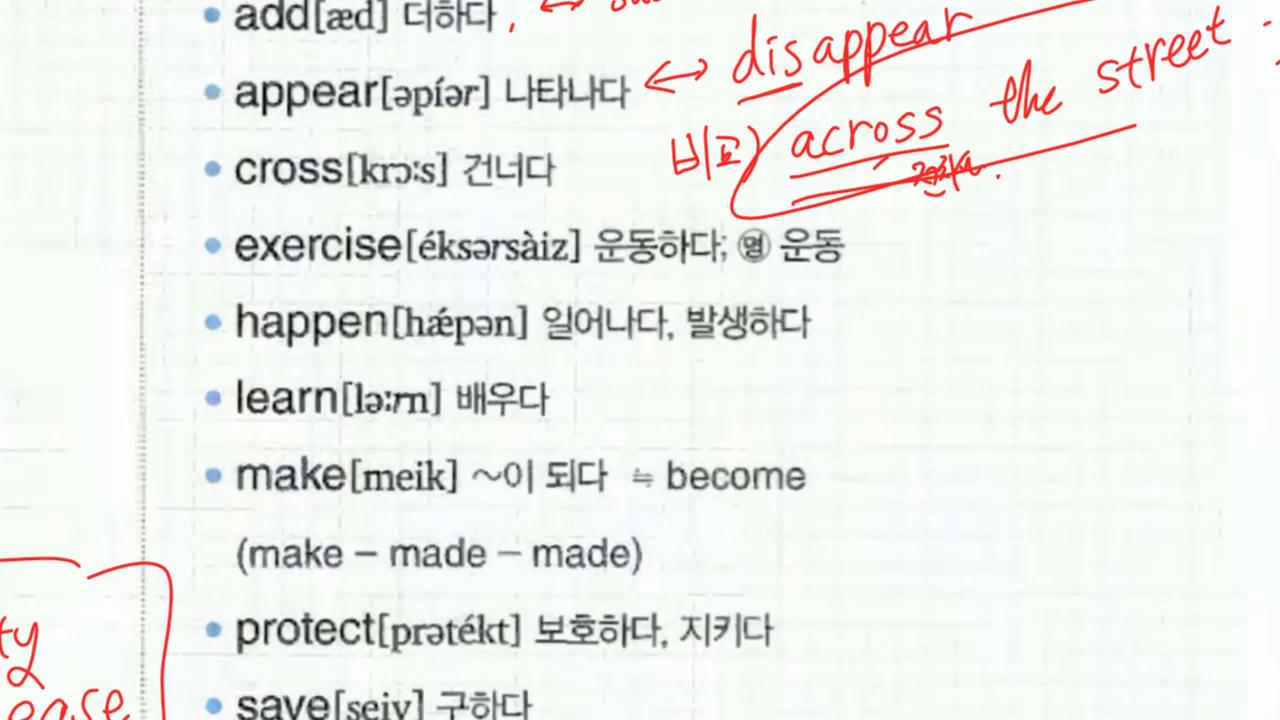 add[æd] 더하다.
↔ disappear
appear[əpíər] 나타나다
비교) across the street
cross[krɔːs] 건너다
exercise[éksərsàiz] 운동하다; 명 운동
happen[hǽpən] 일어나다, 발생하다
learn[ləːrn] 배우다
make[meik] ~이 되다 ≒ become
(make – made – made)
protect[prətékt] 보호하다, 지키다
save[seiv] 구하다